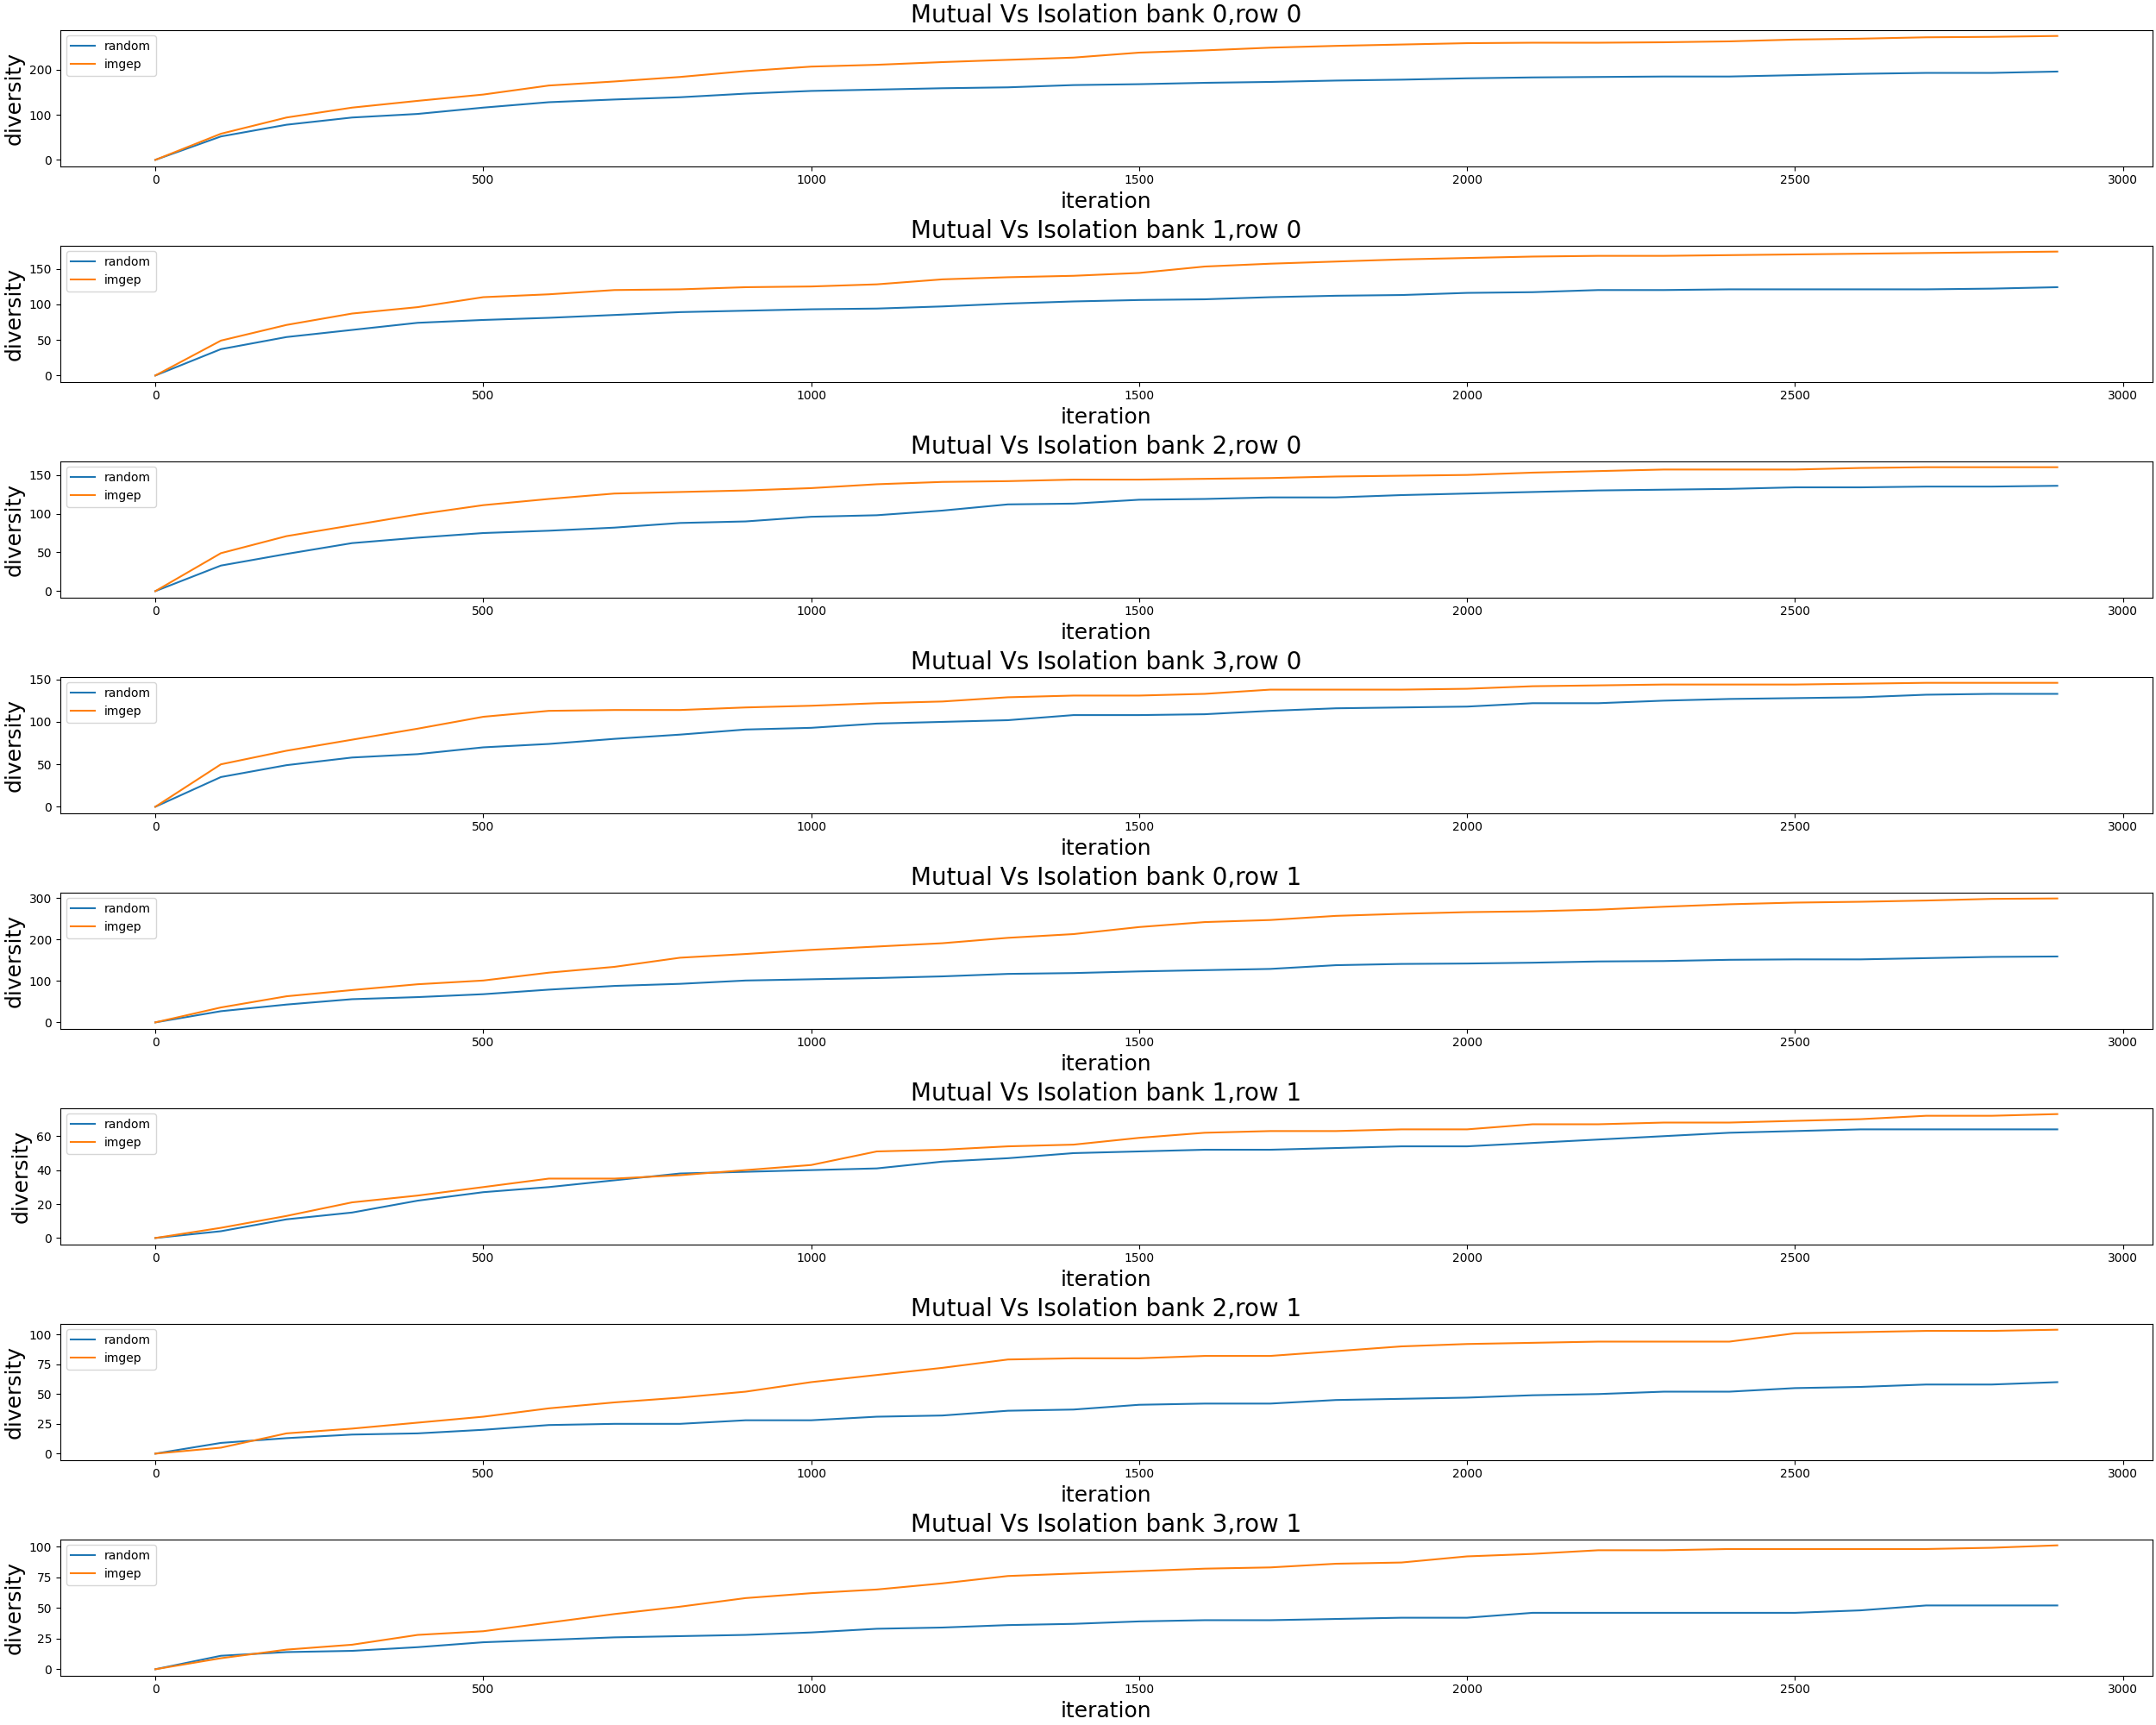 Mutual Vs Isolation bank 0,row 0
random
imgep
diversity
200
100
0
0 500 1000 1500 2000 2500 3000
iteration
Mutual Vs Isolation bank 1,row 0
random
imgep
diversity
150
100
50
0
0 500 1000 1500 2000 2500 3000
iteration
Mutual Vs Isolation bank 2,row 0
random
imgep
diversity
150
100
50
0
0 500 1000 1500 2000 2500 3000
iteration
Mutual Vs Isolation bank 3,row 0
random
imgep
diversity
150
100
50
0
0 500 1000 1500 2000 2500 3000
iteration
Mutual Vs Isolation bank 0,row 1
random
imgep
diversity
300
200
100
0
0 500 1000 1500 2000 2500 3000
iteration
Mutual Vs Isolation bank 1,row 1
random
imgep
diversity
60
40
20
0
0 500 1000 1500 2000 2500 3000
iteration
Mutual Vs Isolation bank 2,row 1
random
imgep
diversity
100
75
50
25
0
0 500 1000 1500 2000 2500 3000
iteration
Mutual Vs Isolation bank 3,row 1
random
imgep
diversity
100
75
50
25
0
0 500 1000 1500 2000 2500 3000
iteration